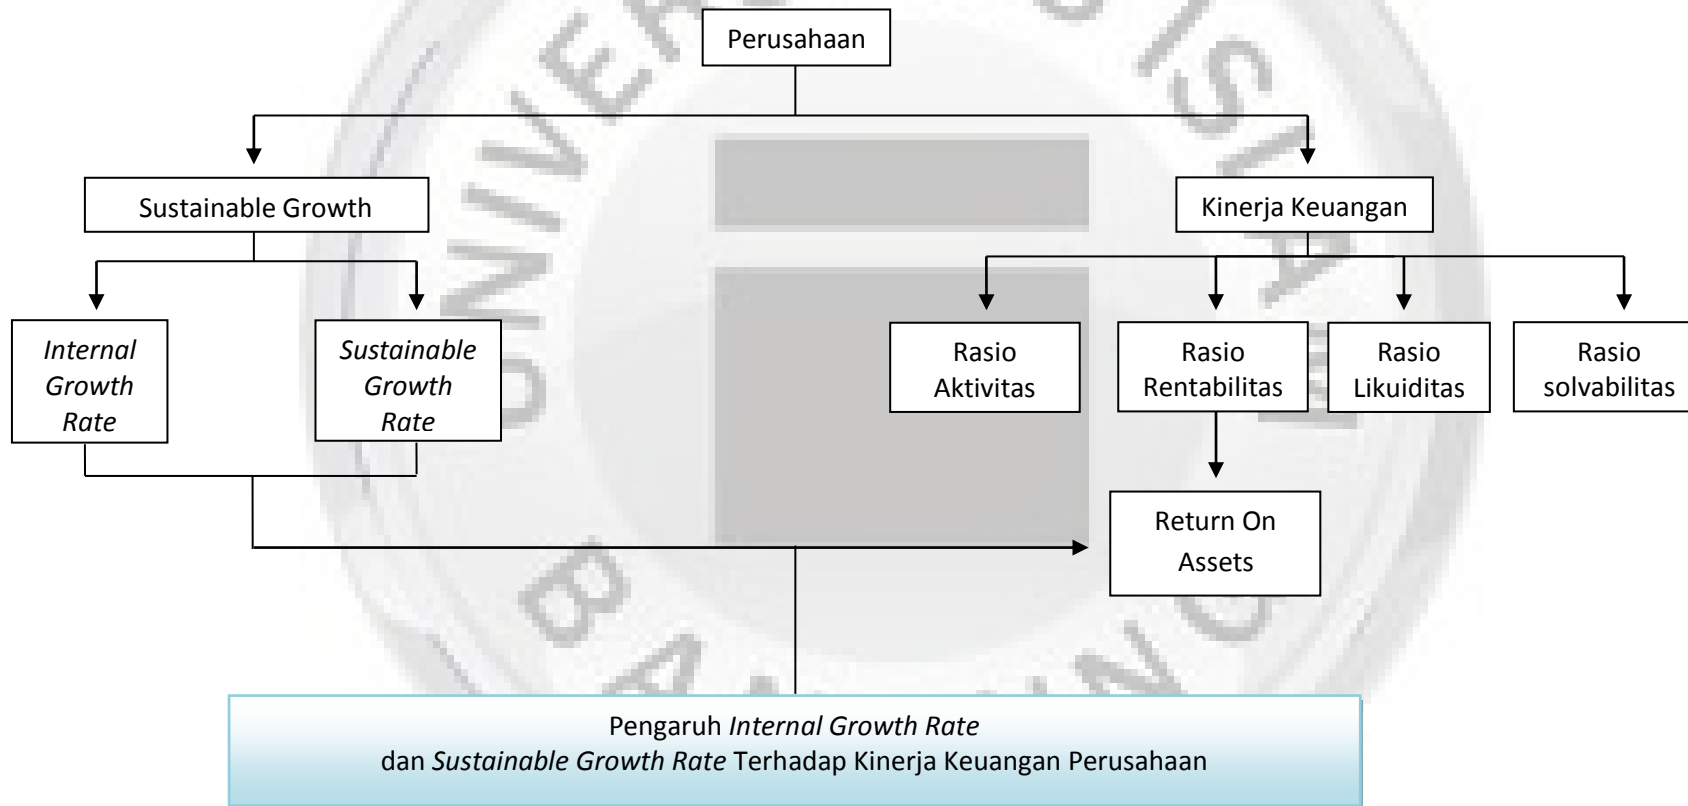 Perusahaan
Sustainable Growth
Kinerja Keuangan
Internal
Growth
Rate
Sustainable
Growth
Rate
Rasio
Aktivitas
Rasio
Rentabilitas
Rasio
Likuiditas
Rasio
solvabilitas
Return On
Assets
Pengaruh Internal Growth Rate
dan Sustainable Growth Rate Terhadap Kinerja Keuangan Perusahaan